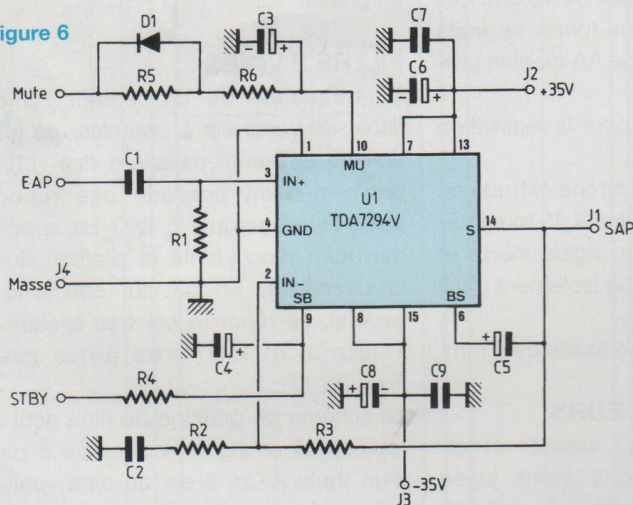 igure 6
D1
C3
C7
Mute
R5
R6
C6
J2
+35V
EAP
C1
1
10
7
13
MU
3
IN+
U1
TDA7294V
J1
SAP
14
S
R1
4
GND
J4
Masse
2
IN-
SB
BS
9
8
15
6
C4
C5
STBY
R4
C8
C9
R2
R3
C2
J3
-35V